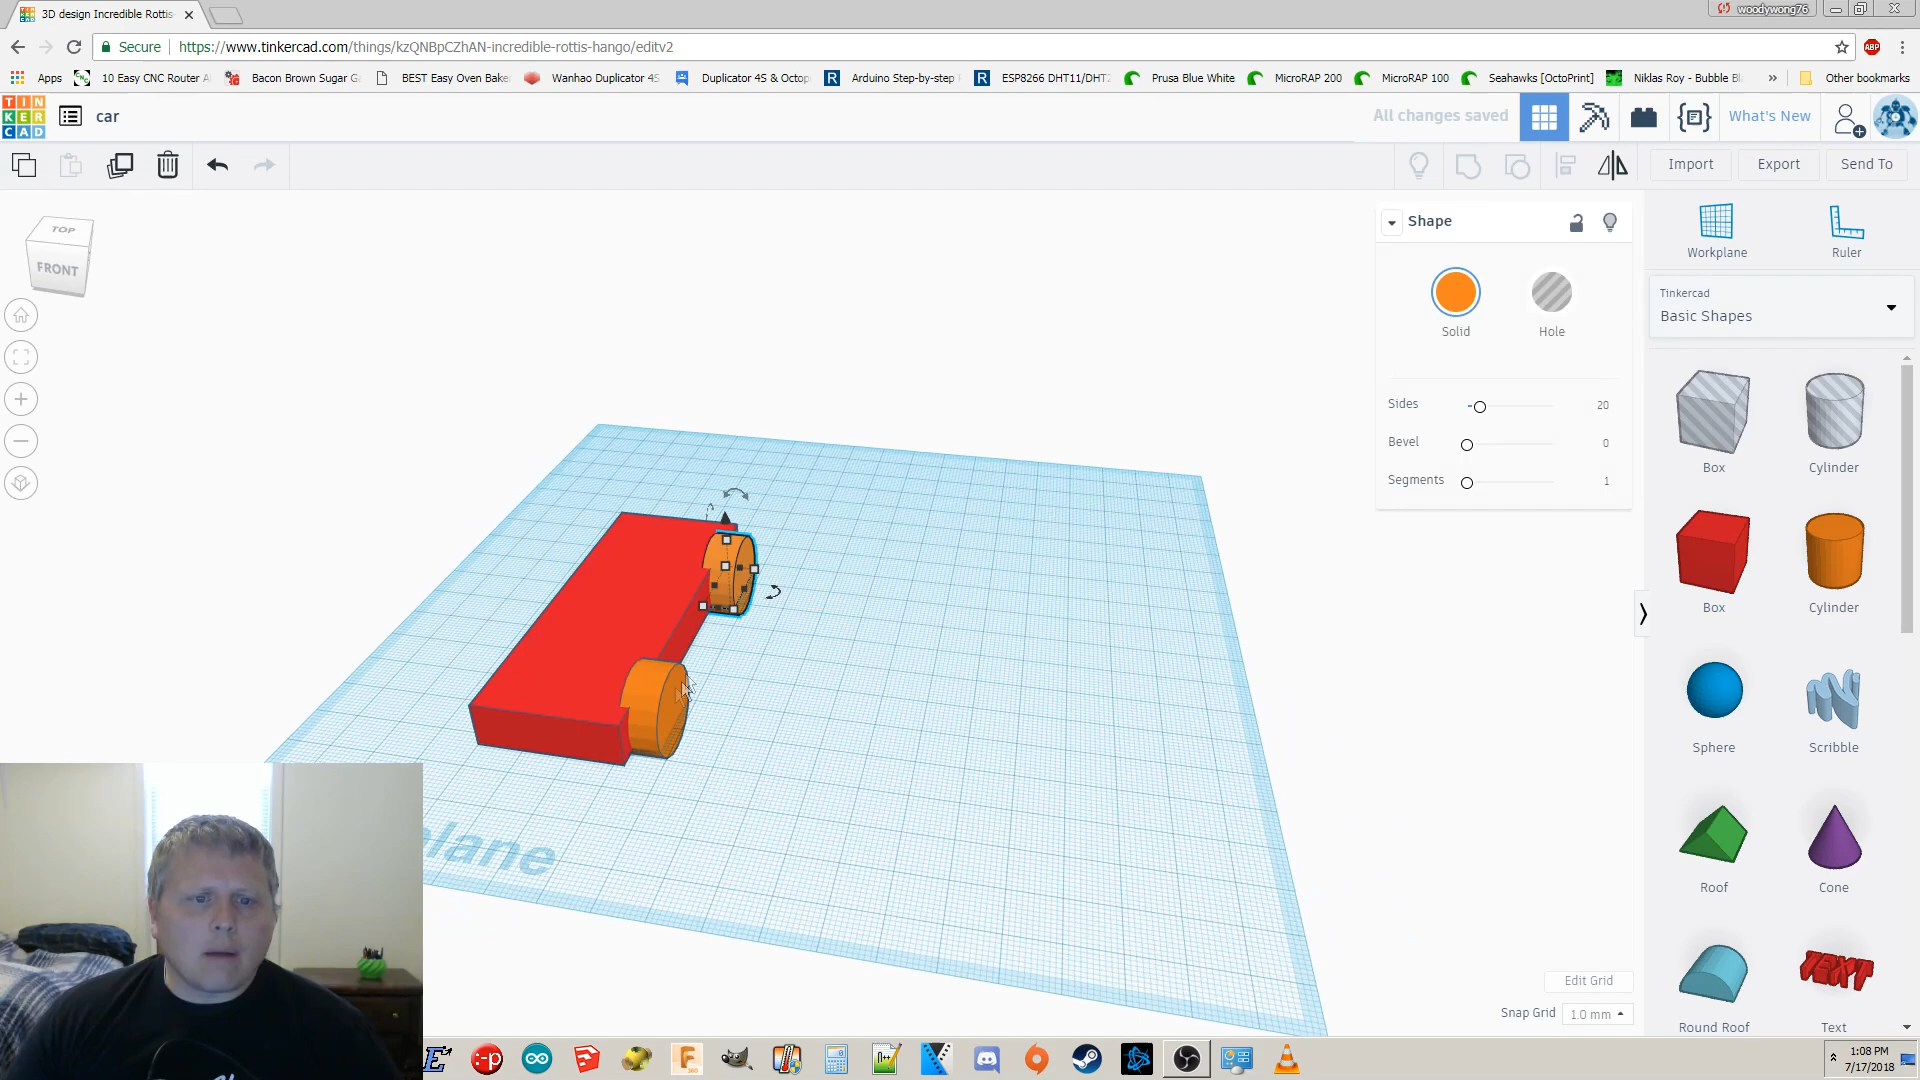 3D design Incredible Rottis
woodywong76
Secure
https://www.tinkercad.com/things/kzQNBpCZhAN-incredible-rottis-hango/editv2
ABP
Apps
10 Easy CNC Router
Bacon Brown Sugar G
BEST Easy Oven Bake
Wanhao Duplicator 4S
Duplicator 4S & Octop
Arduino Step-by-step
ESP8266 DHT11/DHT
Prusa Blue White
MicroRAP 200
MicroRAP 100
Seahawks [OctoPrint]
Niklas Roy - Bubble B
Other bookmarks
TIN
KER
CAD
car
All changes saved
What's New
Import
Export
Send To
TOP
FRONT
Shape
Solid
Hole
Sides
20
Bevel
0
Segments
1
Workplane
Ruler
Tinkercad
Basic Shapes
Box
Cylinder
Box
Cylinder
Sphere
Scribble
Roof
Cone
TEXT
Round Roof
Text
plane
Edit Grid
Snap Grid
1.0 mm
1:08 PM
7/17/2018